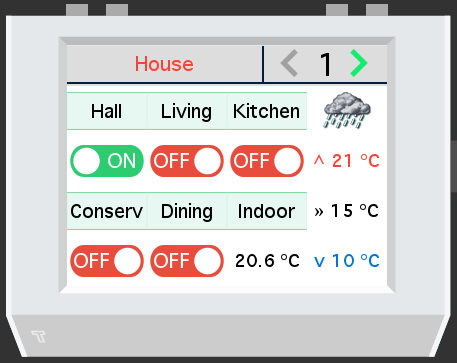 House 1
Hall Living Kitchen
ON OFF OFF ^ 21 °C
Conserv Dining Indoor » 15 °C
OFF OFF 20.6 °C v 10 °C